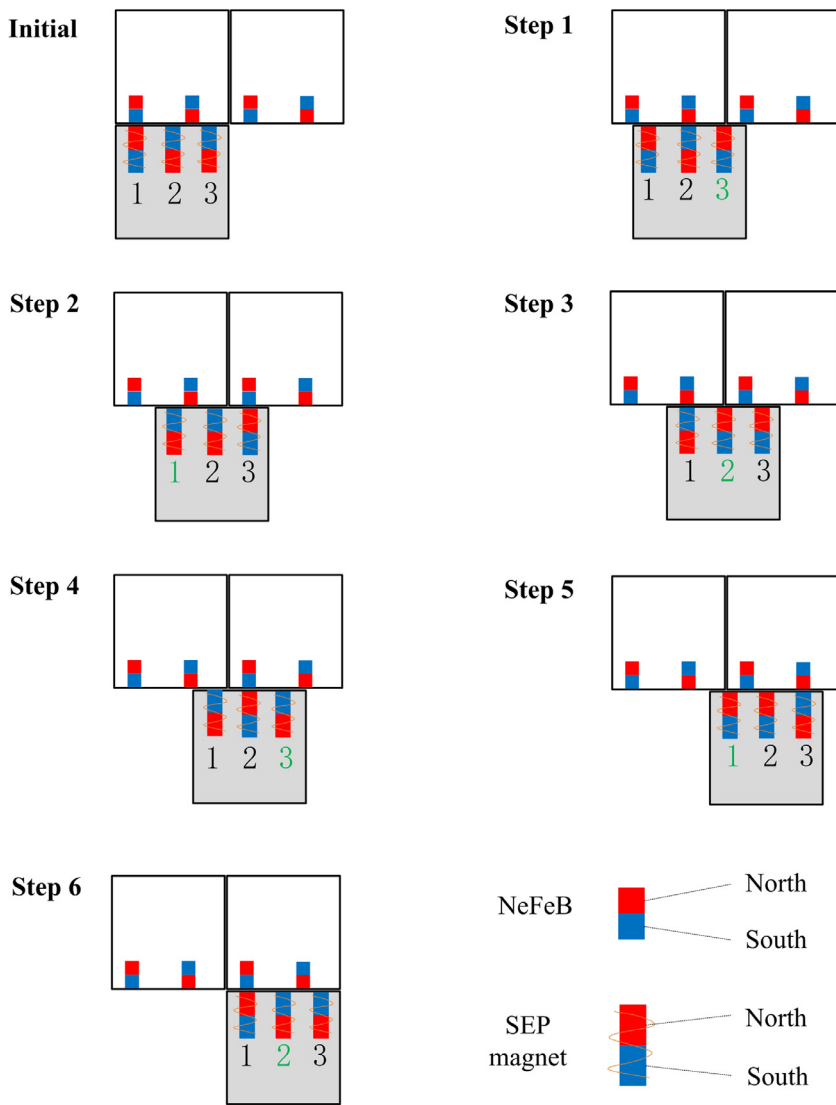 Initial
1 2 3
Step 1
1 2 3
Step 2
1 2 3
Step 3
1 2 3
Step 4
1 2 3
Step 5
1 2 3
Step 6
1 2 3
NeFeB
North
South
SEP
magnet
North
South